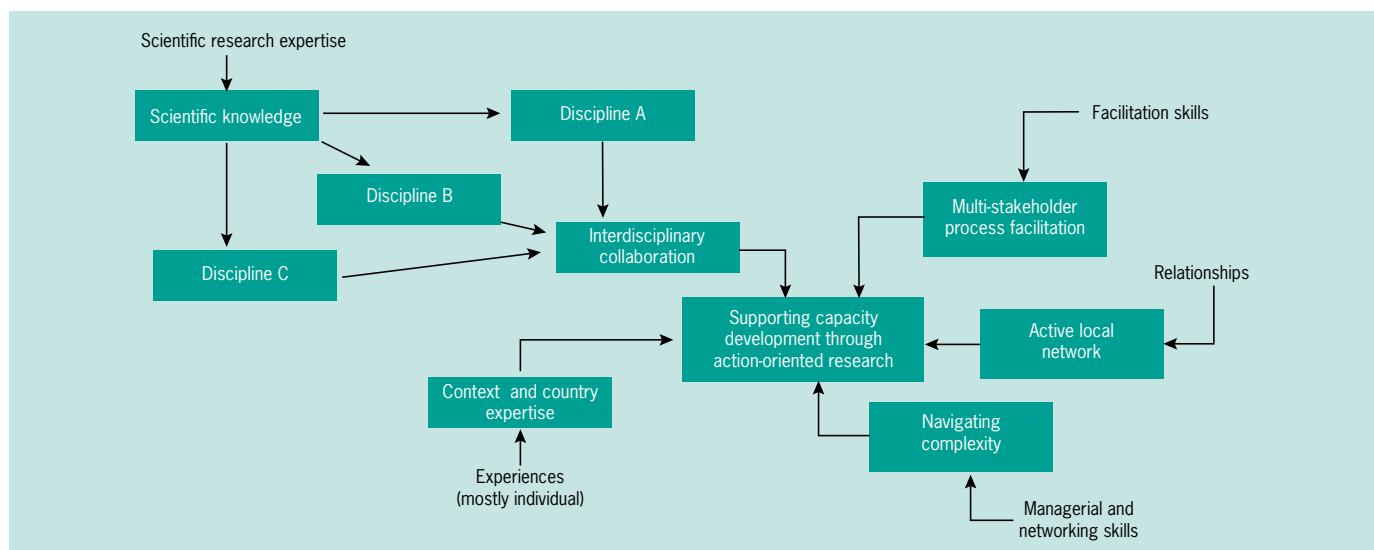 Scientific research expertise
Scientific knowledge
Discipline A
Facilitation skills
Discipline B
Multi-stakeholder
process facilitation
Interdisciplinary
collaboration
Discipline C
Relationships
Supporting capacity
development through
action-oriented research
Active local
network
Context and country
expertise
Navigating
complexity
Experiences
(mostly individual)
Managerial and
networking skills